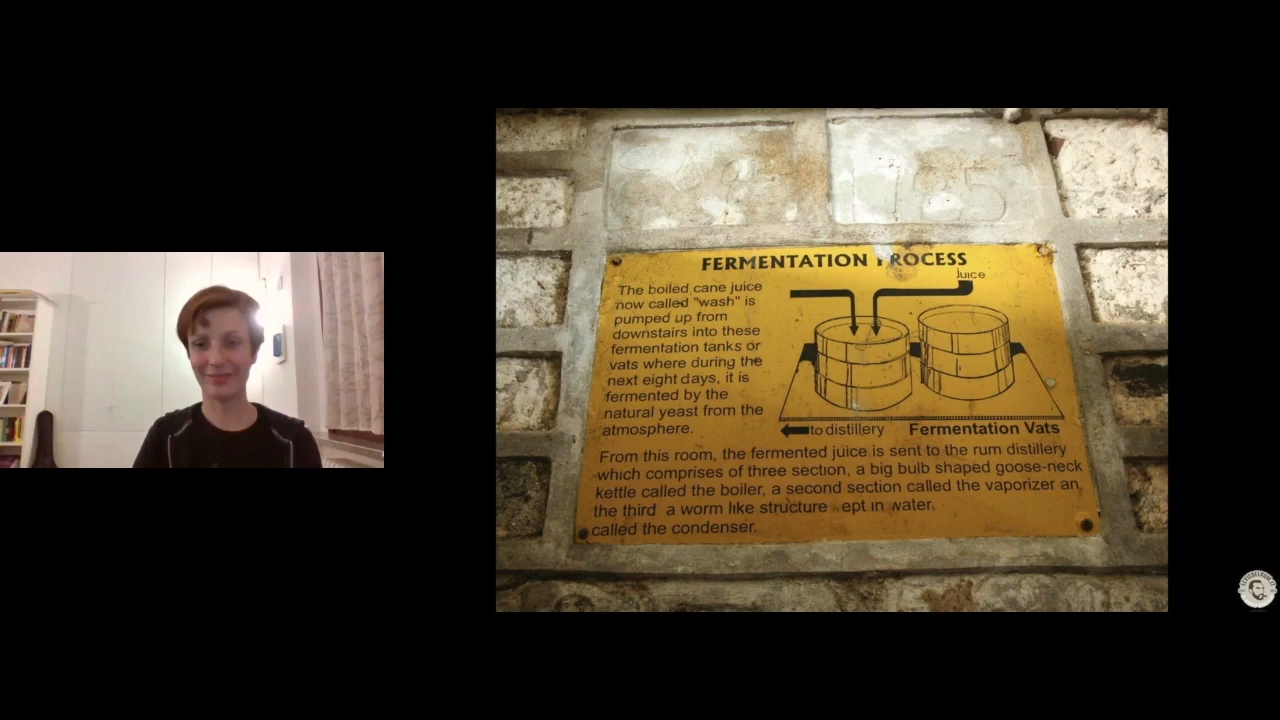 FERMENTATION PROCESS
juice
The boiled cane juice
now called "wash" is
pumped up from
downstairs into these
fermentation tanks or
vats where during the
next eight days, it is
fermented by the
natural yeast from the
atmosphere.
to distillery
Fermentation Vats
From this room, the fermented juice is sent to the rum distillery
which comprises of three section, a big bulb shaped goose-neck
kettle called the boiler, a second section called the vaporizer an
the third a worm like structure ept in water,
called the condenser.